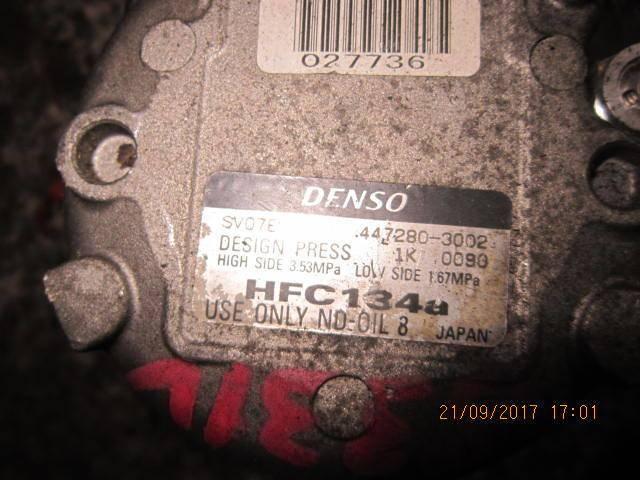 027736
DENSO
SV07E 447280-3002
DESIGN PRESS 1K 0090
HIGH SIDE 3.53MPa LOW SIDE 1.67MPa
HFC134a
USE ONLY ND-OIL 8 JAPAN
21/09/2017 17:01